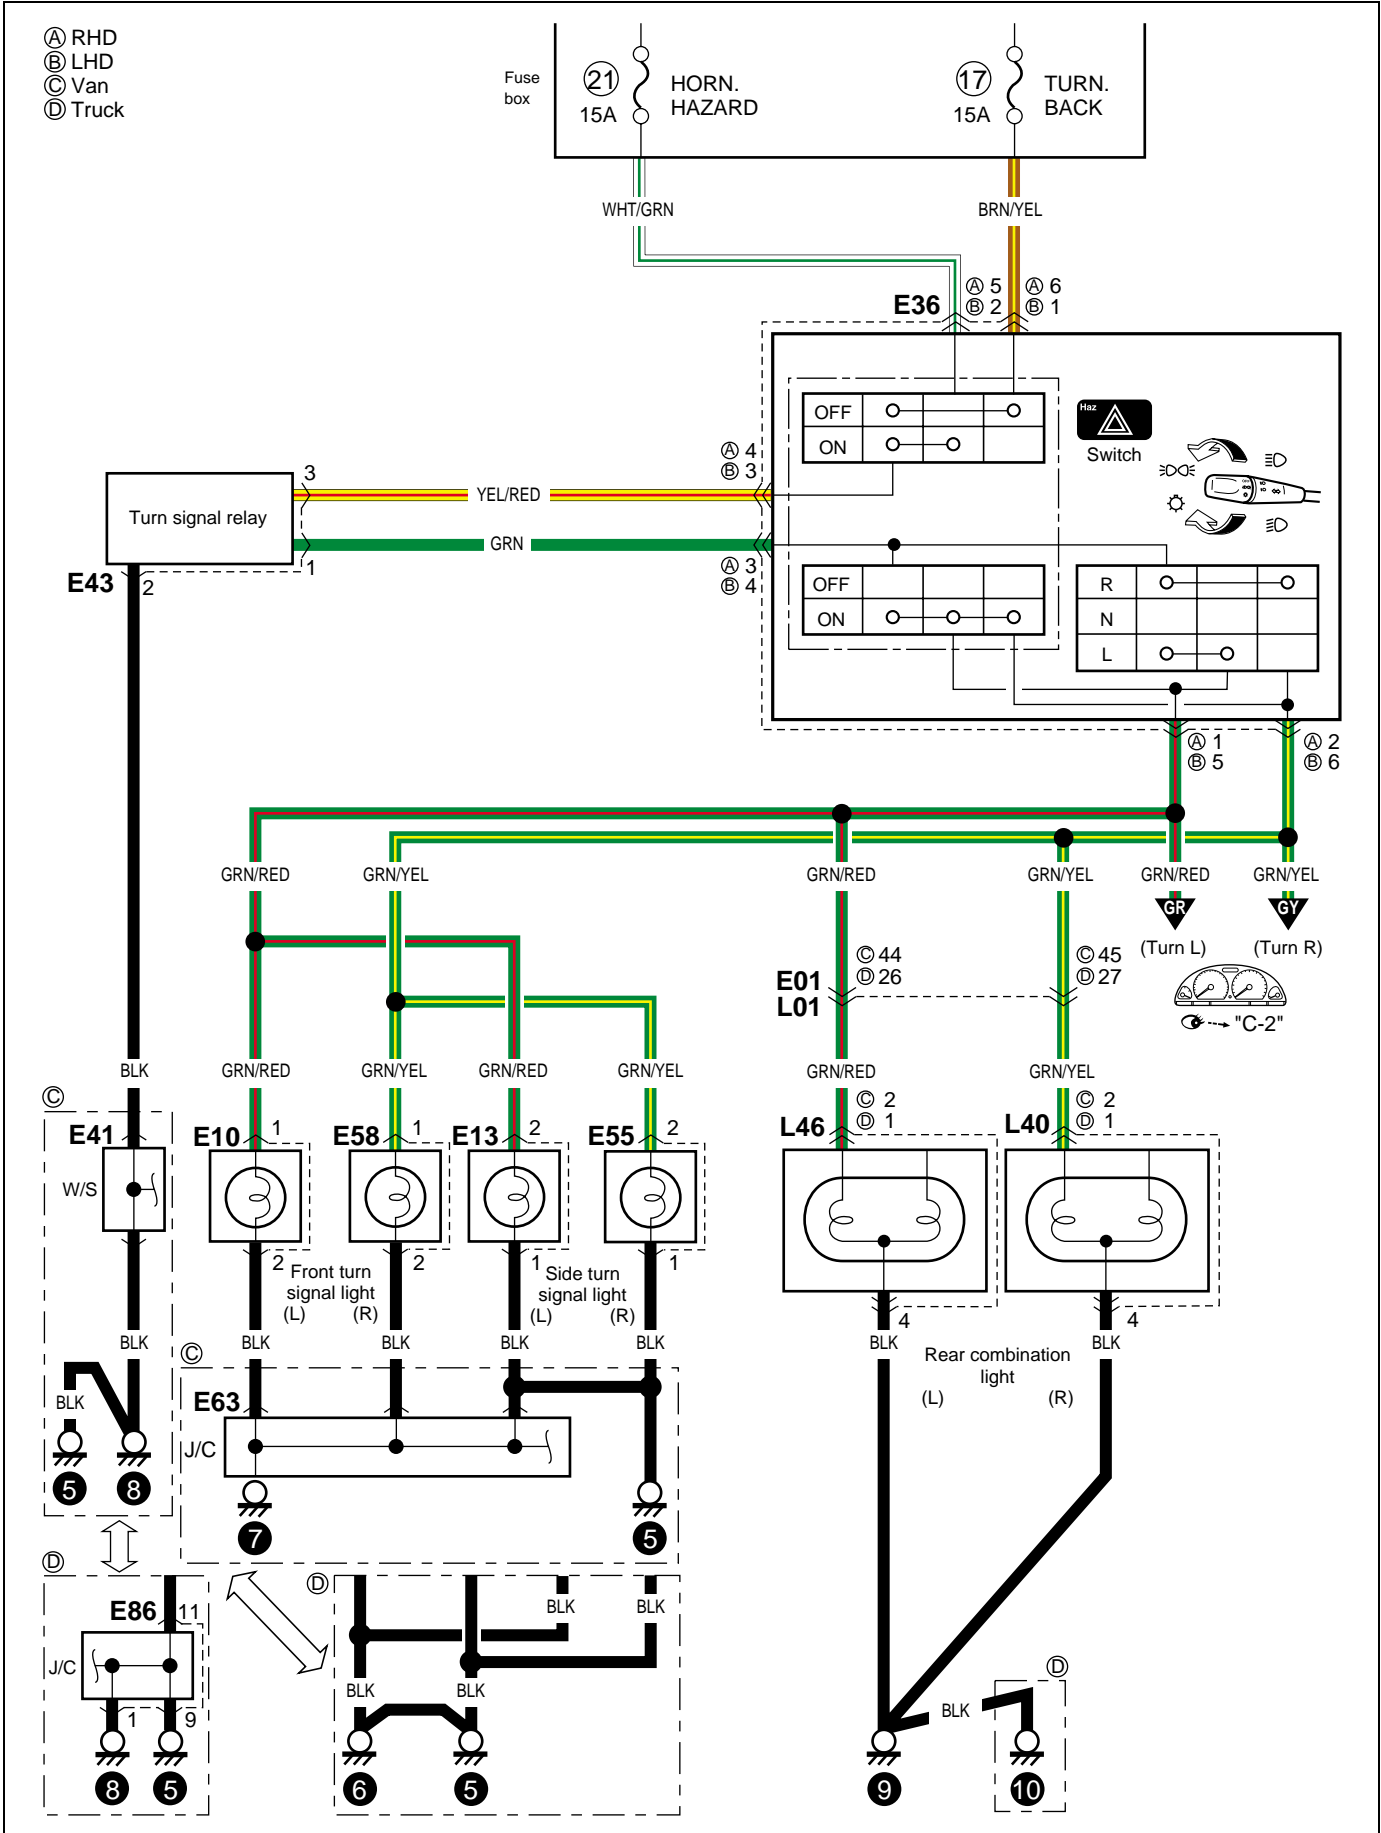 Ⓐ RHD
Ⓑ LHD
Ⓒ Van
Ⓓ Truck
Fuse
box
21
15A
HORN.
HAZARD
17
15A
TURN.
BACK
WHT/GRN
BRN/YEL
E36
Ⓐ 5
Ⓑ 2
Ⓐ 6
Ⓑ 1
OFF
ON
Haz
Switch
Ⓐ 4
Ⓑ 3
3
YEL/RED
Turn signal relay
GRN
1
E43
2
Ⓐ 3
Ⓑ 4
OFF
ON
R
N
L
Ⓐ 1
Ⓑ 5
Ⓐ 2
Ⓑ 6
GRN/RED
GRN/YEL
GRN/RED
GRN/YEL
GRN/RED
GRN/YEL
GR
GY
(Turn L)
(Turn R)
"C-2"
Ⓒ 44
Ⓓ 26
Ⓒ 45
Ⓓ 27
E01
L01
BLK
GRN/RED
GRN/YEL
GRN/RED
GRN/YEL
GRN/RED
GRN/YEL
Ⓒ
E41
W/S
E10
1
E58
1
E13
2
E55
2
L46
Ⓒ 2
Ⓓ 1
L40
Ⓒ 2
Ⓓ 1
2
2
1
1
4
4
Front turn
signal light
(L)
(R)
Side turn
signal light
(L)
(R)
Rear combination
light
(L)
(R)
BLK
BLK
BLK
BLK
BLK
BLK
BLK
BLK
5
8
Ⓒ
E63
J/C
7
5
Ⓓ
E86
11
J/C
1
9
8
5
Ⓓ
BLK
BLK
BLK
BLK
6
5
BLK
Ⓓ
9
10